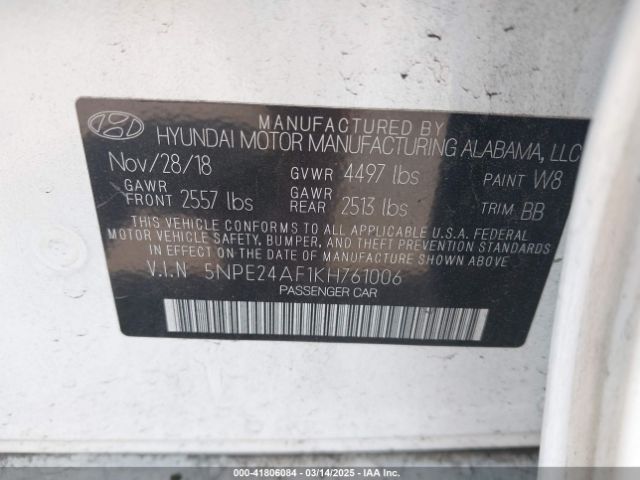 MANUFACTURED BY
HYUNDAI MOTOR MANUFACTURING ALABAMA, LLC
Nov/28/18 GVWR 4497 lbs PAINT W8
GAWR FRONT 2557 lbs GAWR REAR 2513 lbs TRIM BB
THIS VEHICLE CONFORMS TO ALL APPLICABLE U.S.A. FEDERAL
MOTOR VEHICLE SAFETY, BUMPER, AND THEFT PREVENTION STANDARDS
IN EFFECT ON THE DATE OF MANUFACTURE SHOWN ABOVE.
V.I.N 5NPE24AF1KH761006
PASSENGER CAR
000-41806084 | 03/14/2025 | IAA Inc.